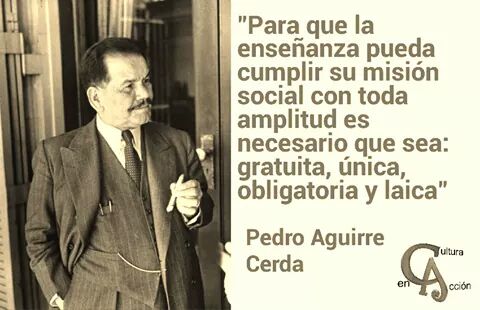 "Para que la
enseñanza pueda
cumplir su misión
social con toda
amplitud es
necesario que sea:
gratuita, única,
obligatoria y laica"
Pedro Aguirre
Cerda
Cultura
en Acción